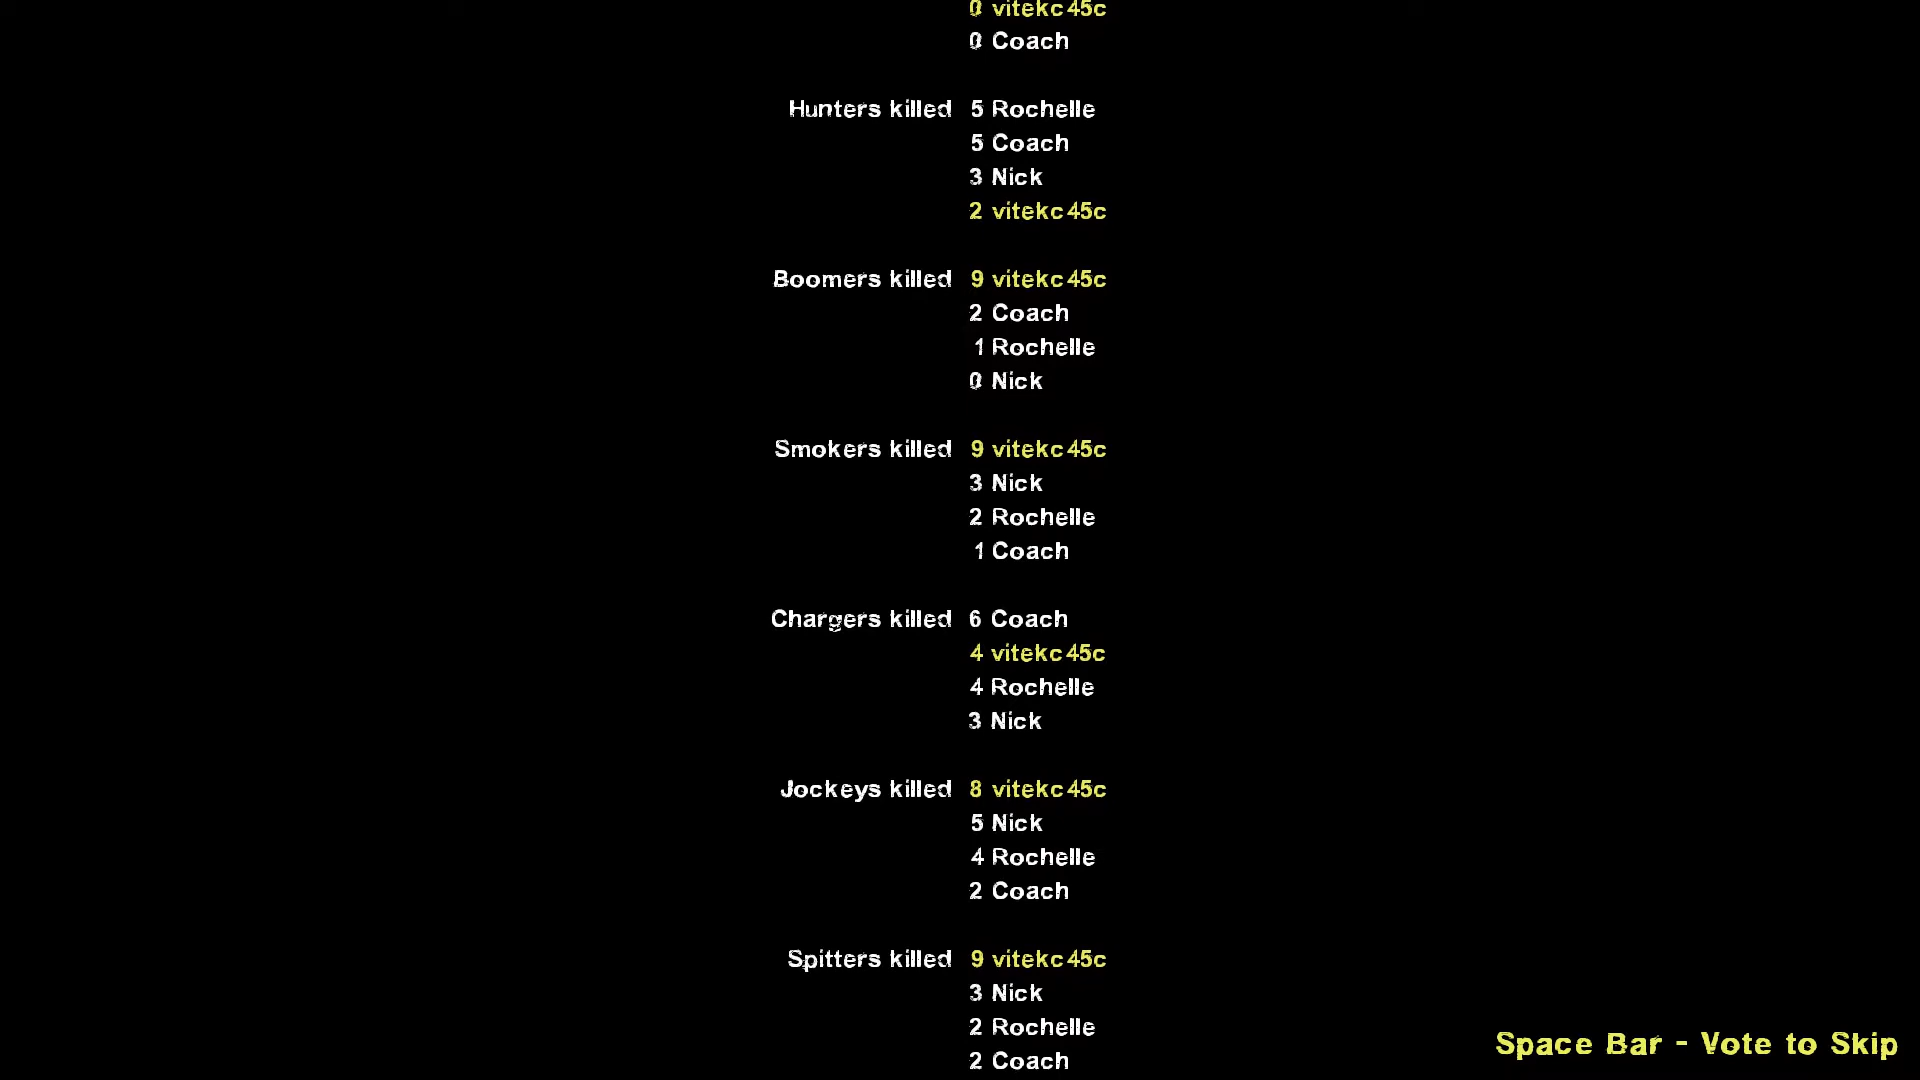 0 vitekc45c
0 Coach
Hunters killed 5 Rochelle
5 Coach
3 Nick
2 vitekc45c
Boomers killed 9 vitekc45c
2 Coach
1 Rochelle
0 Nick
Smokers killed 9 vitekc45c
3 Nick
2 Rochelle
1 Coach
Chargers killed 6 Coach
4 vitekc45c
4 Rochelle
3 Nick
Jockeys killed 8 vitekc45c
5 Nick
4 Rochelle
2 Coach
Spitters killed 9 vitekc45c
3 Nick
2 Rochelle
2 Coach
Space Bar - Vote to Skip